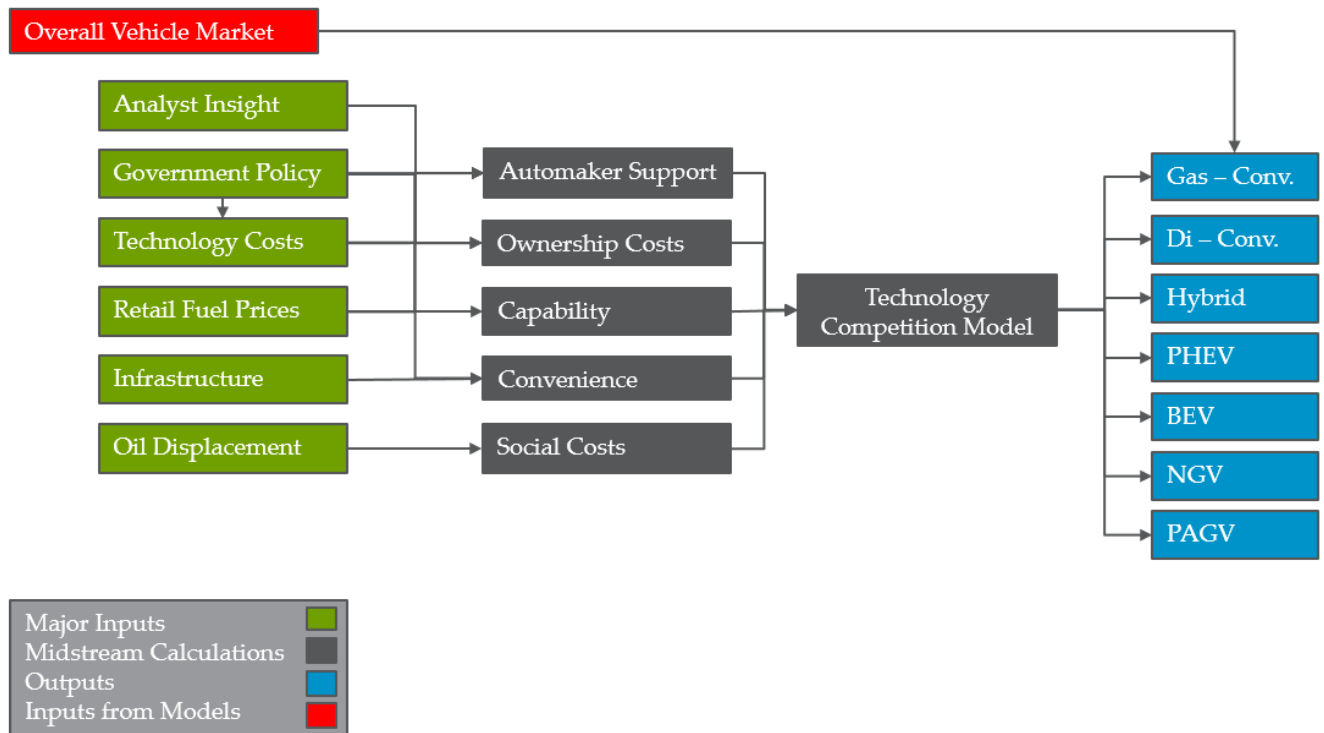 Overall Vehicle Market
Analyst Insight
Government Policy
Technology Costs
Retail Fuel Prices
Infrastructure
Oil Displacement
Automaker Support
Ownership Costs
Capability
Convenience
Social Costs
Technology
Competition Model
Gas – Conv.
Di – Conv.
Hybrid
PHEV
BEV
NGV
PAGV
Major Inputs
Midstream Calculations
Outputs
Inputs from Models